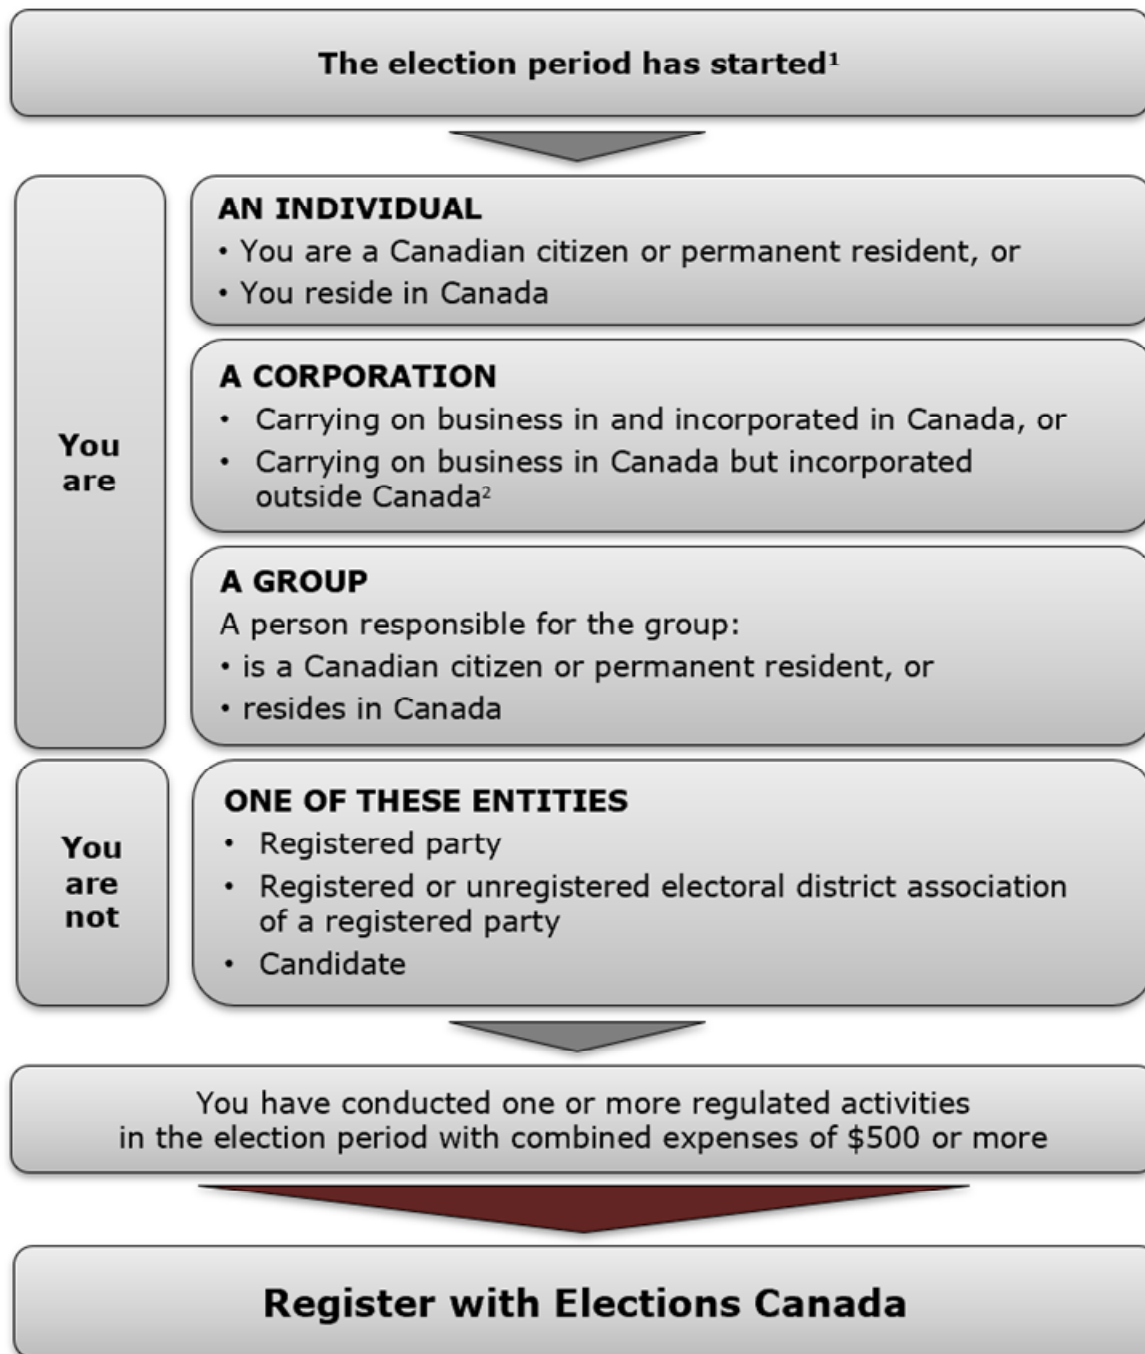 The election period has started¹
You
are
AN INDIVIDUAL
• You are a Canadian citizen or permanent resident, or
• You reside in Canada
A CORPORATION
• Carrying on business in and incorporated in Canada, or
• Carrying on business in Canada but incorporated
outside Canada²
A GROUP
A person responsible for the group:
• is a Canadian citizen or permanent resident, or
• resides in Canada
You
are
not
ONE OF THESE ENTITIES
• Registered party
• Registered or unregistered electoral district association
of a registered party
• Candidate
You have conducted one or more regulated activities
in the election period with combined expenses of $500 or more
Register with Elections Canada